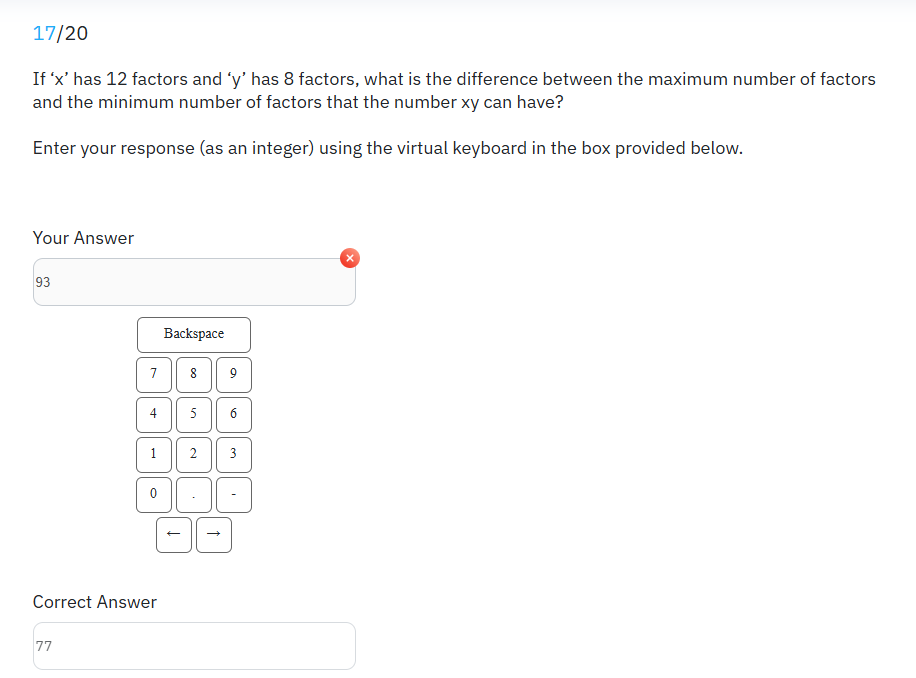 17/20
If ‘x’ has 12 factors and ‘y’ has 8 factors, what is the difference between the maximum number of factors
and the minimum number of factors that the number xy can have?
Enter your response (as an integer) using the virtual keyboard in the box provided below.
Your Answer
93
Backspace
7 8 9
4 5 6
1 2 3
0 . -
← →
Correct Answer
77